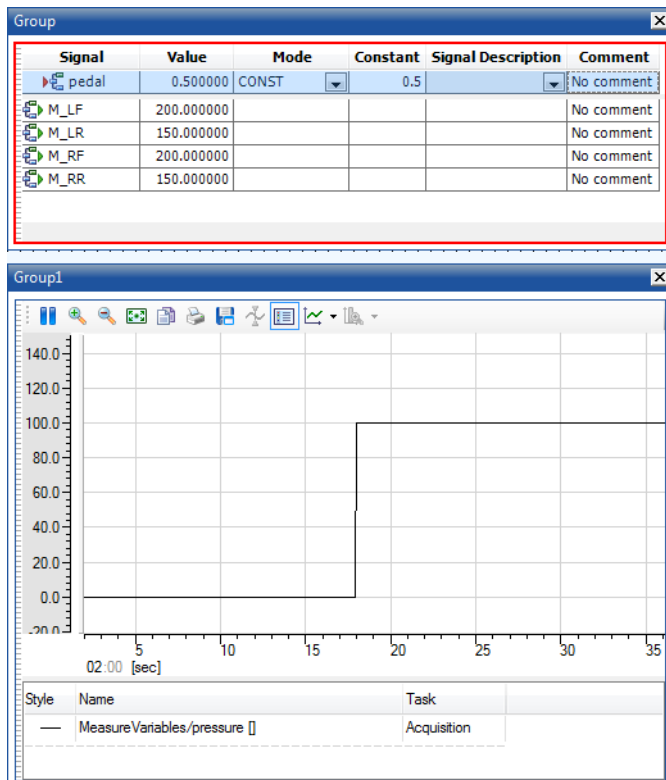 Group
Signal Value Mode Constant Signal Description Comment
pedal 0.500000 CONST 0.5 No comment
M_LF 200.000000 No comment
M_LR 150.000000 No comment
M_RF 200.000000 No comment
M_RR 150.000000 No comment
Group1
140.0
120.0
100.0
80.0
60.0
40.0
20.0
0.0
-20.0
5 10 15 20 25 30 35
02:00 [sec]
Style Name Task
MeasureVariables/pressure [] Acquisition